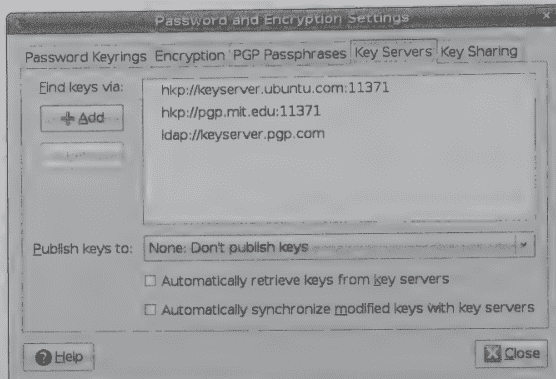 Password and Encryption Settings
Password Keyrings Encryption PGP Passphrases Key Servers Key Sharing
Find keys via:
hkp://keyserver.ubuntu.com:11371
hkp://pgp.mit.edu:11371
ldap://keyserver.pgp.com
Add
Publish keys to: None: Don't publish keys
Automatically retrieve keys from key servers
Automatically synchronize modified keys with key servers
Help
Close